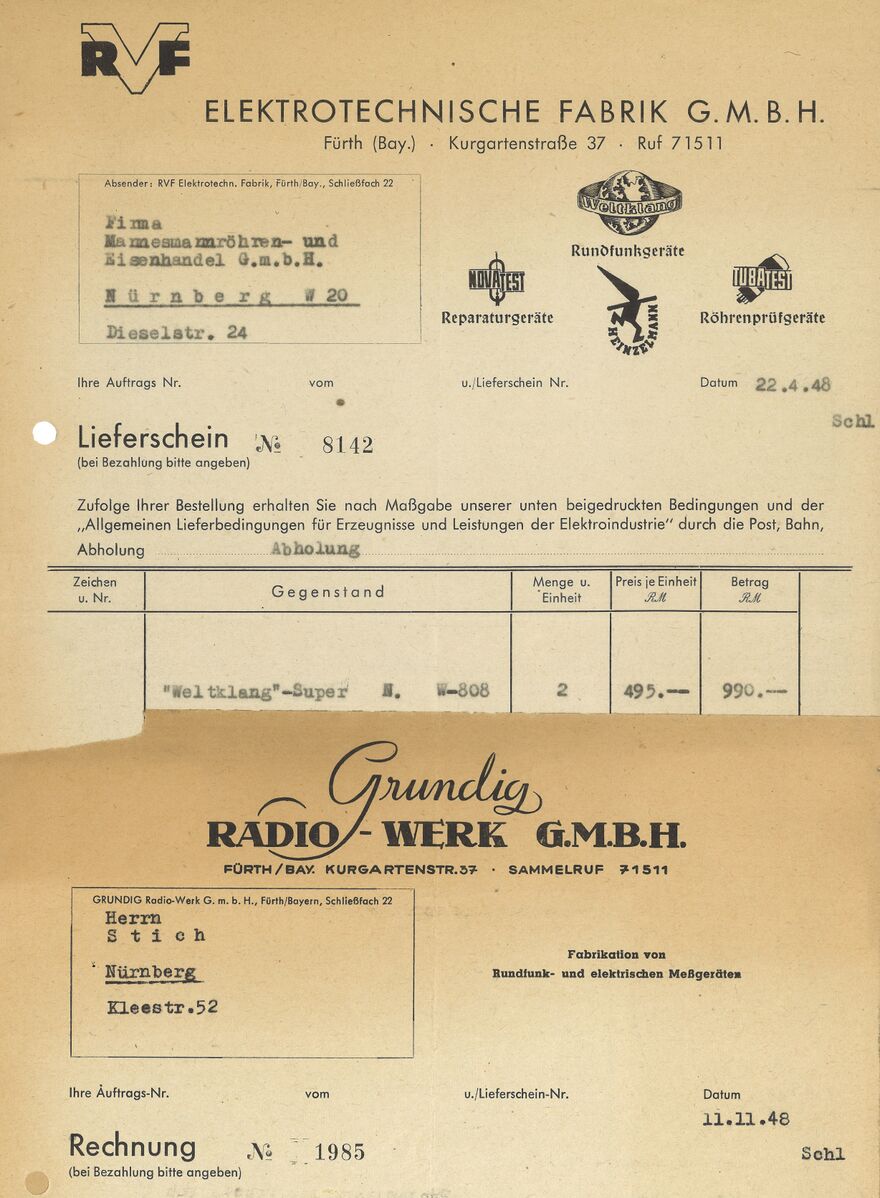 RVF
ELEKTROTECHNISCHE FABRIK G.M.B.H.
Fürth (Bay.) · Kurgartenstraße 37 · Ruf 71511
Absender: RVF Elektrotechn. Fabrik, Fürth/Bay., Schließfach 22
Firma
Mannesmannröhren- und
Eisenhandel G.m.b.H.
Nürnberg W 20
Dieselstr. 24
Weltklang
Rundfunkgeräte
NOVATEST
Reparaturgeräte
HEINZELMANN
TUBATEST
Röhrenprüfgeräte
Ihre Auftrags Nr. vom u./Lieferschein Nr. Datum 22.4.48
Schl
Lieferschein № 8142
(bei Bezahlung bitte angeben)
Zufolge Ihrer Bestellung erhalten Sie nach Maßgabe unserer unten beigedruckten Bedingungen und der
„Allgemeinen Lieferbedingungen für Erzeugnisse und Leistungen der Elektroindustrie" durch die Post, Bahn,
Abholung Abholung
Zeichen u. Nr. Gegenstand Menge u. Einheit Preis je Einheit RM Betrag RM
"Weltklang"-Super N. W-808 2 495.-- 990.--
Grundig
RADIO-WERK G.M.B.H.
FÜRTH/BAY. KURGARTENSTR.37 · SAMMELRUF 71511
GRUNDIG Radio-Werk G. m. b. H., Fürth/Bayern, Schließfach 22
Herrn
Stich
Nürnberg
Kleestr.52
Fabrikation von
Rundfunk- und elektrischen Meßgeräten
Ihre Auftrags-Nr. vom u./Lieferschein-Nr. Datum
11.11.48
Rechnung № 1985 Schl
(bei Bezahlung bitte angeben)